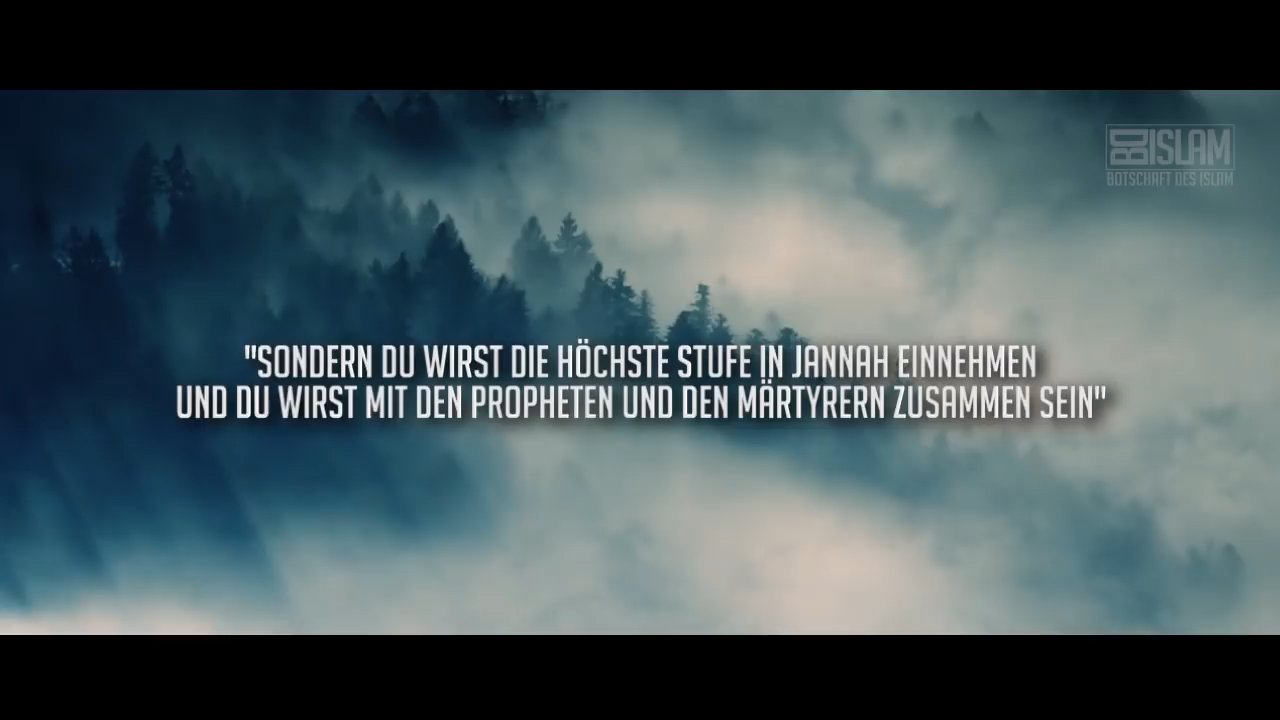 BDISLAM
BOTSCHAFT DES ISLAM
"SONDERN DU WIRST DIE HÖCHSTE STUFE IN JANNAH EINNEHMEN
UND DU WIRST MIT DEN PROPHETEN UND DEN MÄRTYRERN ZUSAMMEN SEIN"